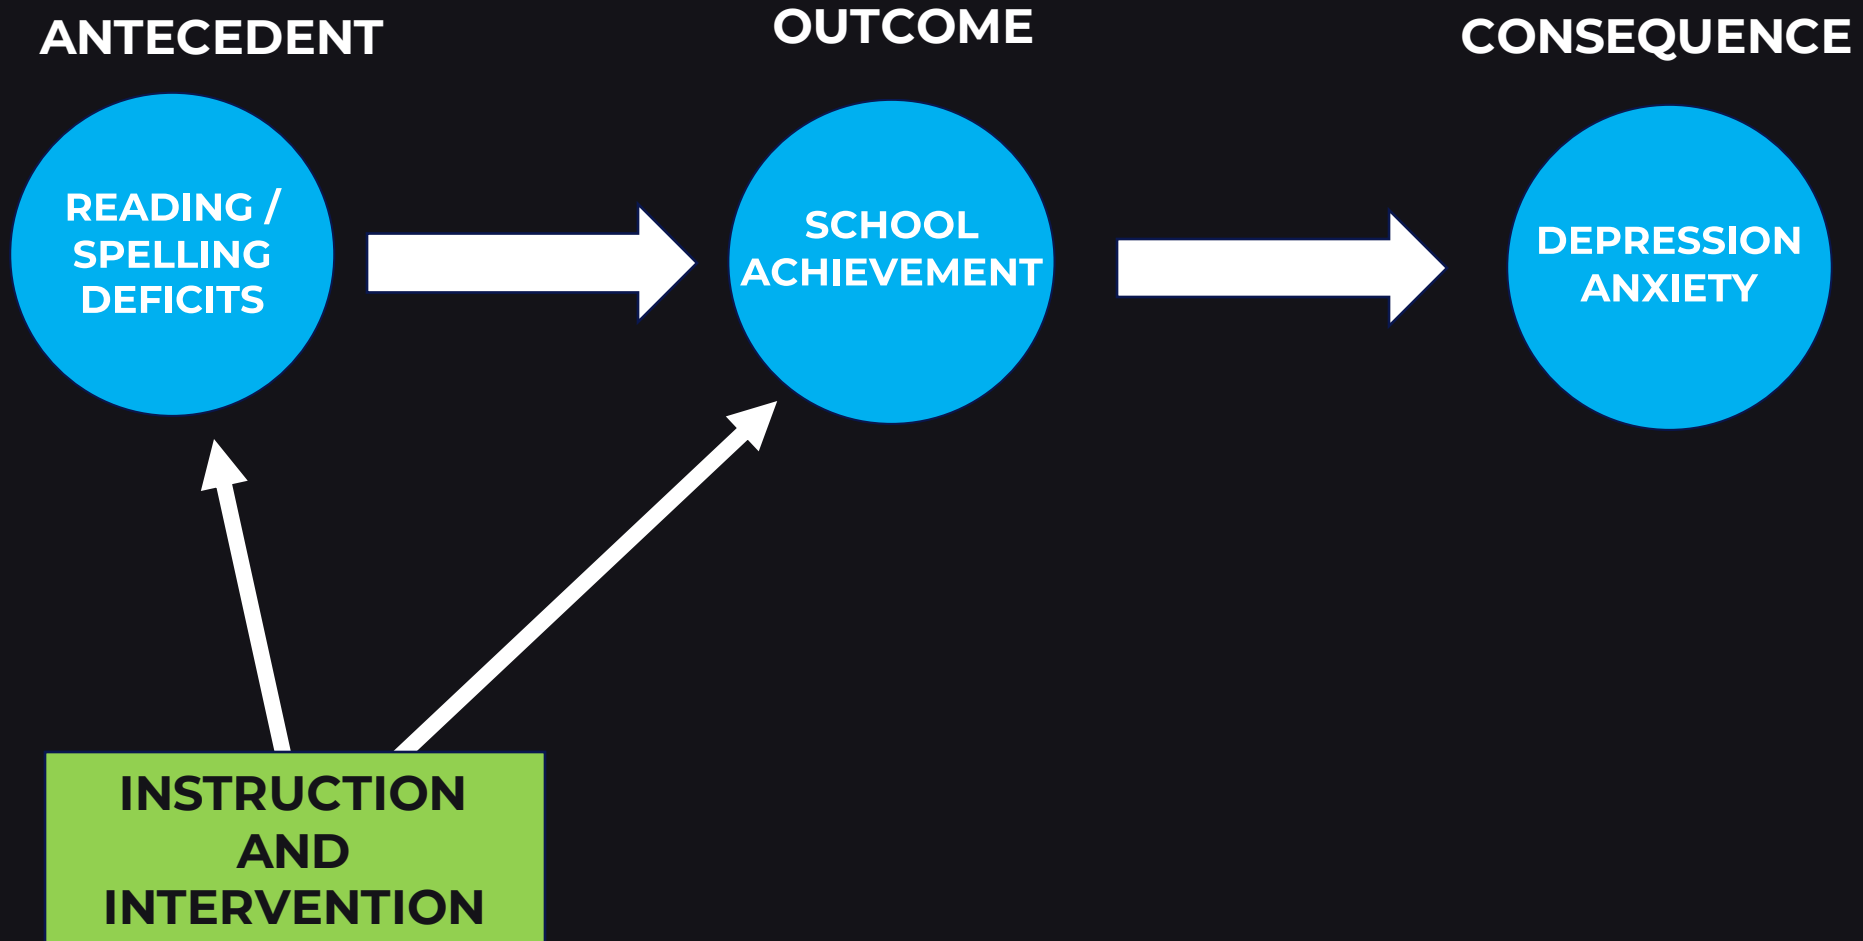 ANTECEDENT
OUTCOME
CONSEQUENCE
READING /
SPELLING
DEFICITS
SCHOOL
ACHIEVEMENT
DEPRESSION
ANXIETY
INSTRUCTION
AND
INTERVENTION